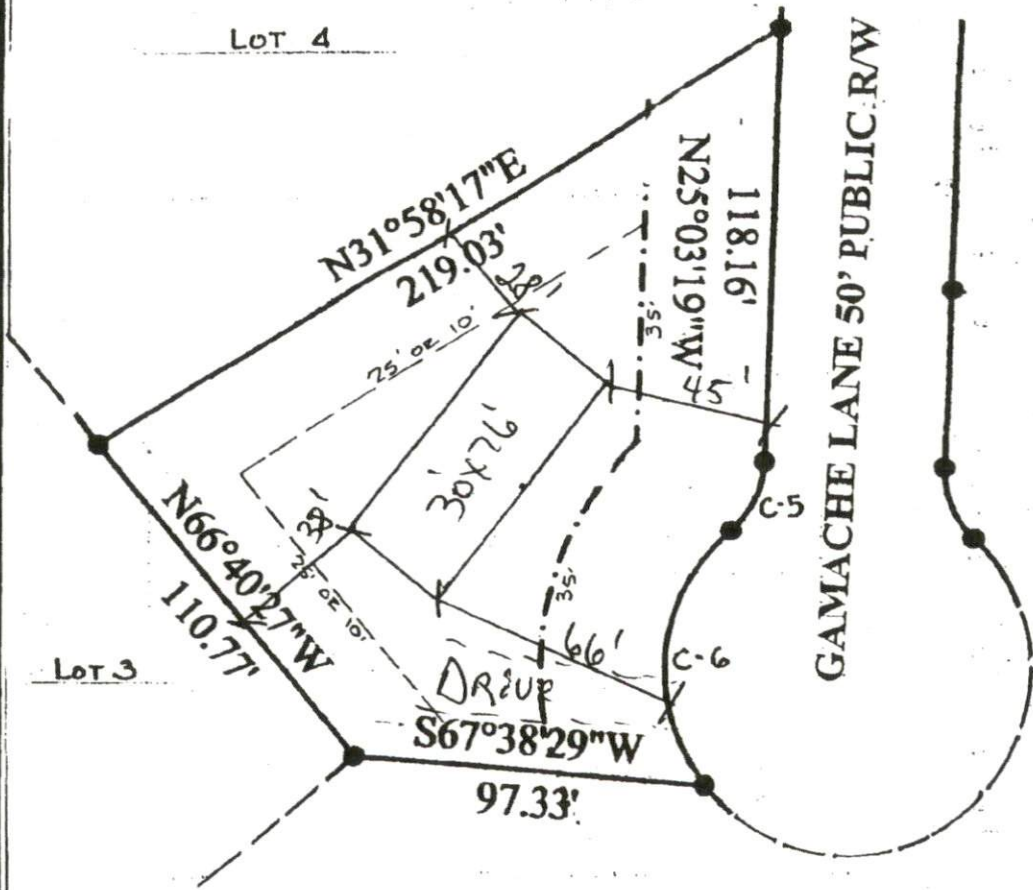 LOT 4
N31°58'17"E
219.03'
28'
25' OR 10'
118.16'
N25°03'19"W
35'
45'
GAMACHE LANE 50' PUBLIC R/W
30'X76'
C-5
38'
25' OR 10'
N66°40'27"W
110.77'
35'
66'
C-6
LOT 3
DRIVE
S67°38'29"W
97.33'